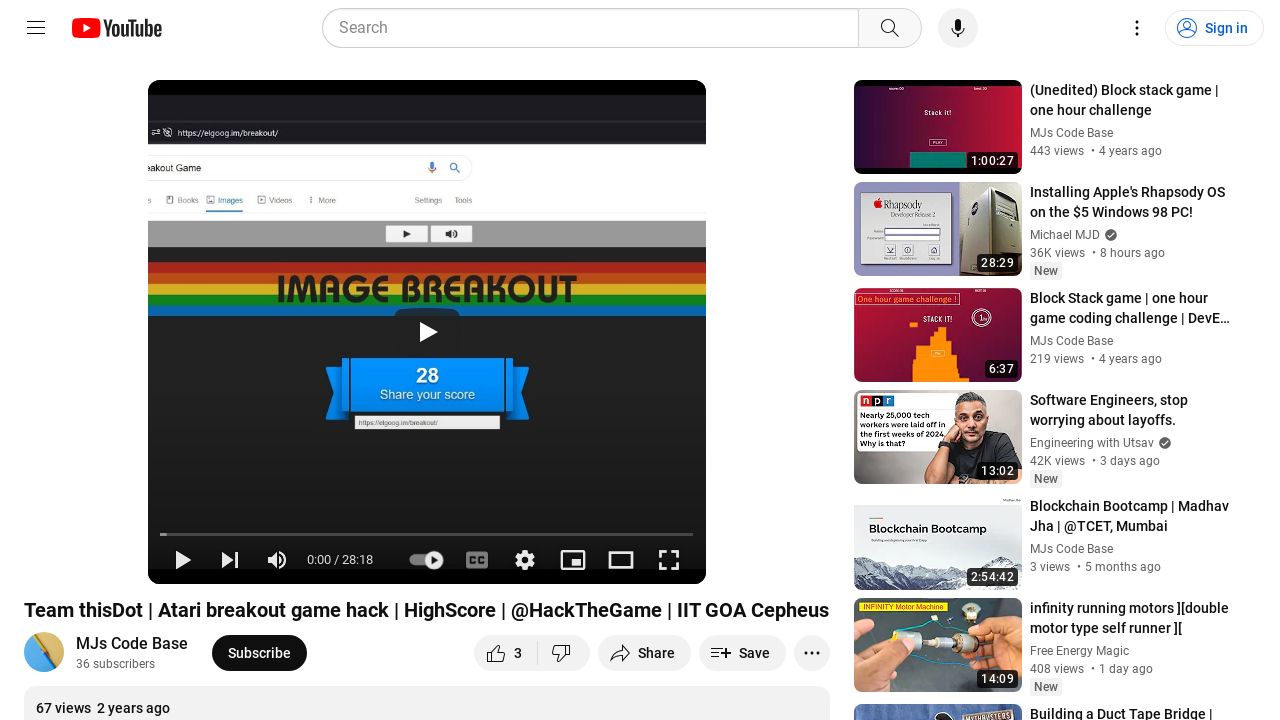 YouTube
Search
Sign in
https://elgoog.im/breakout/
eakout Game
s Books Images Videos More Settings Tools
IMAGE BREAKOUT
28
Share your score
https://elgoog.im/breakout/
0:00 / 28:18
CC
Team thisDot | Atari breakout game hack | HighScore | @HackTheGame | IIT GOA Cepheus
MJs Code Base
36 subscribers
Subscribe
3
Share
Save
67 views 2 years ago
Stack it!
PLAY
1:00:27
(Unedited) Block stack game |
one hour challenge
MJs Code Base
443 views • 4 years ago
Rhapsody
Developer Release 2
28:29
Installing Apple's Rhapsody OS
on the $5 Windows 98 PC!
Michael MJD
36K views • 8 hours ago
New
One hour game challenge !
STACK IT!
6:37
Block Stack game | one hour
game coding challenge | DevE...
MJs Code Base
219 views • 4 years ago
npr
Nearly 25,000 tech
workers were laid off in
the first weeks of 2024.
Why is that?
13:02
Software Engineers, stop
worrying about layoffs.
Engineering with Utsav
42K views • 3 days ago
New
Blockchain Bootcamp
2:54:42
Blockchain Bootcamp | Madhav
Jha | @TCET, Mumbai
MJs Code Base
3 views • 5 months ago
INFINITY Motor Machine
14:09
infinity running motors ][double
motor type self runner ][
Free Energy Magic
408 views • 1 day ago
New
Building a Duct Tape Bridge |